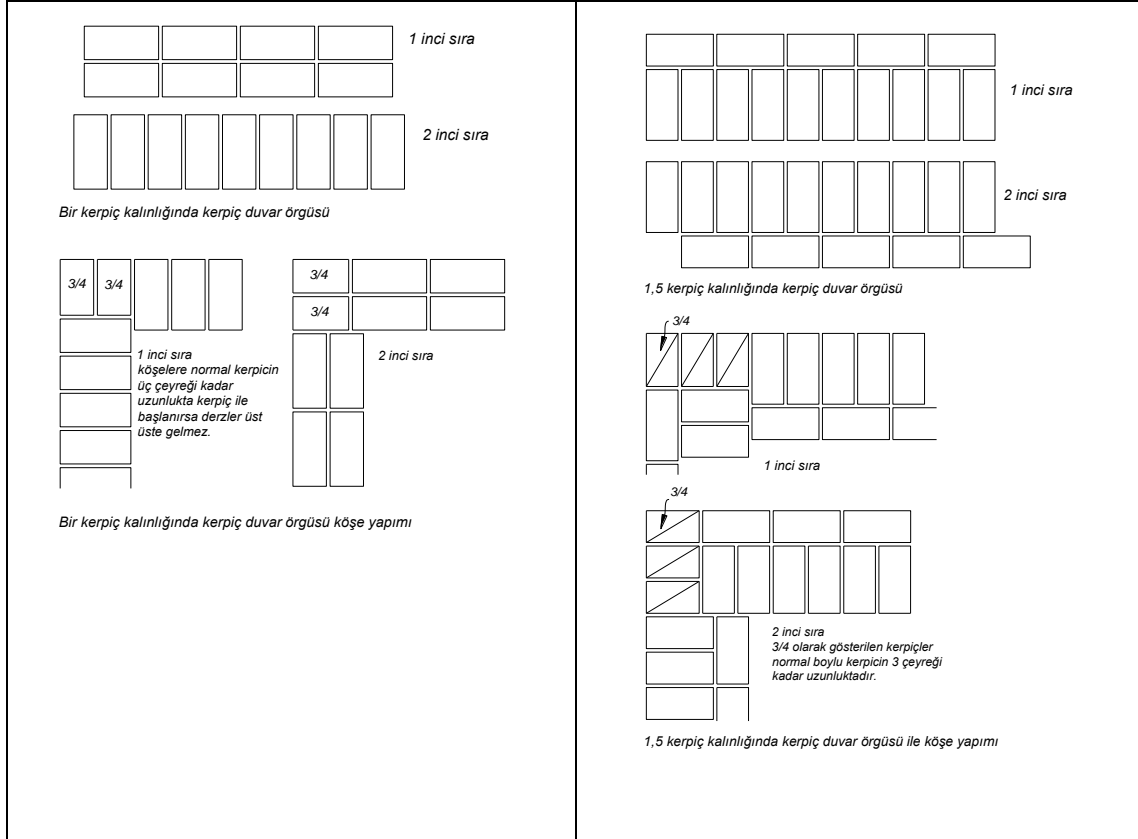 1 inci sıra
2 inci sıra
Bir kerpiç kalınlığında kerpiç duvar örgüsü
3/4
3/4
1 inci sıra
köşelere normal kerpicin
üç çeyreği kadar
uzunlukta kerpiç ile
başlanırsa derzler üst
üste gelmez.
3/4
3/4
2 inci sıra
Bir kerpiç kalınlığında kerpiç duvar örgüsü köşe yapımı
1 inci sıra
2 inci sıra
1,5 kerpiç kalınlığında kerpiç duvar örgüsü
3/4
1 inci sıra
3/4
2 inci sıra
3/4 olarak gösterilen kerpiçler
normal boylu kerpicin 3 çeyreği
kadar uzunluktadır.
1,5 kerpiç kalınlığında kerpiç duvar örgüsü ile köşe yapımı